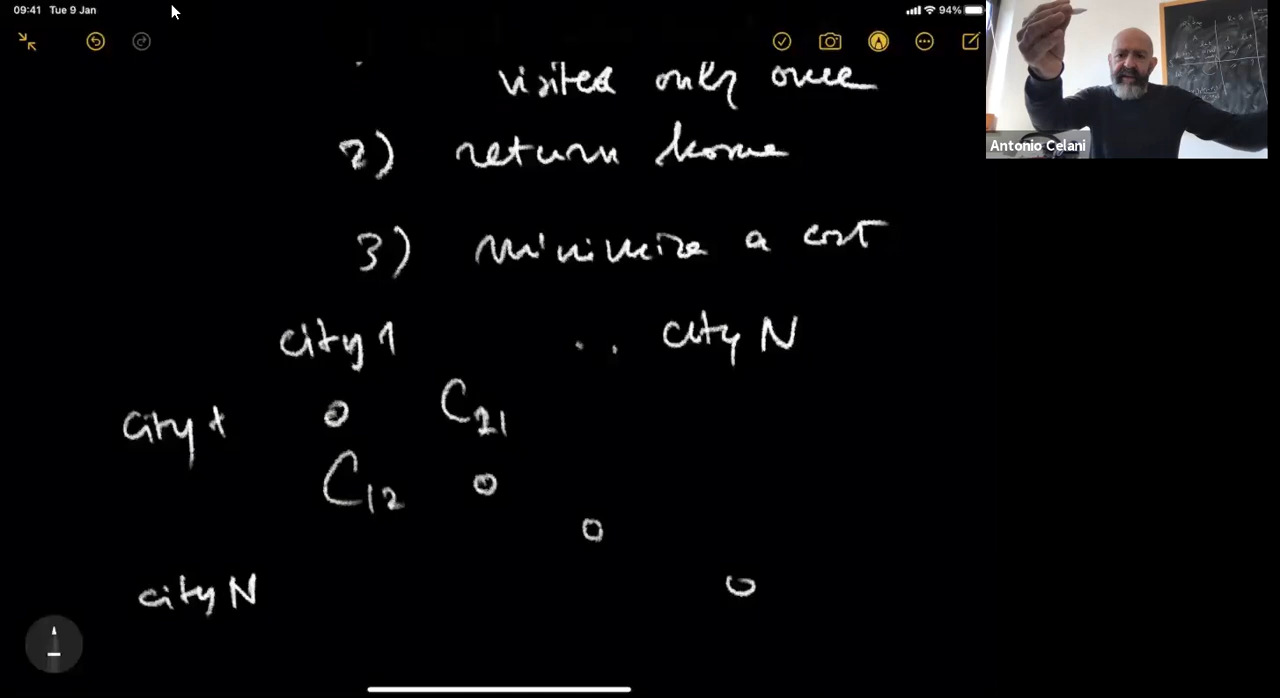 09:41 Tue 9 Jan
94%
visited only once
2) return home
3) minimize a cost
city 1 .. city N
city 1 0 C21
C12 0
0
city N 0
Antonio Celani